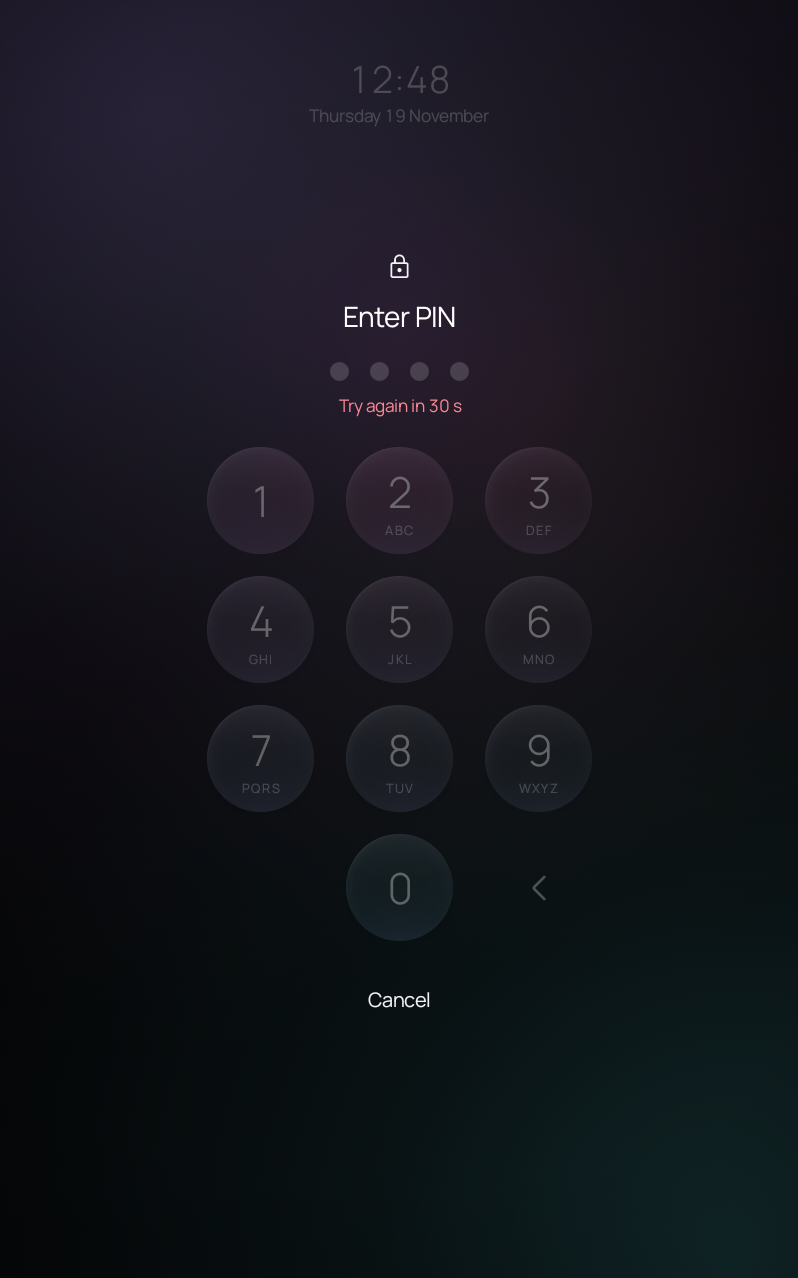 12:48
Thursday 19 November
Enter PIN
Try again in 30 s
1
2
ABC
3
DEF
4
GHI
5
JKL
6
MNO
7
PQRS
8
TUV
9
WXYZ
0
Cancel